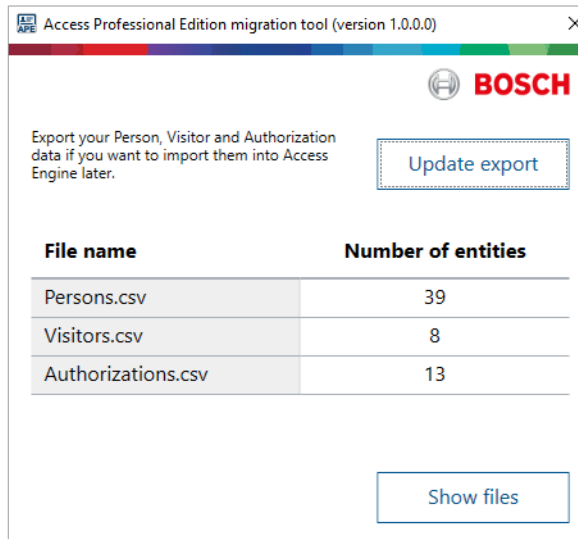 APE Access Professional Edition migration tool (version 1.0.0.0)
BOSCH
Export your Person, Visitor and Authorization
data if you want to import them into Access
Engine later.
Update export
File name Number of entities
Persons.csv 39
Visitors.csv 8
Authorizations.csv 13
Show files